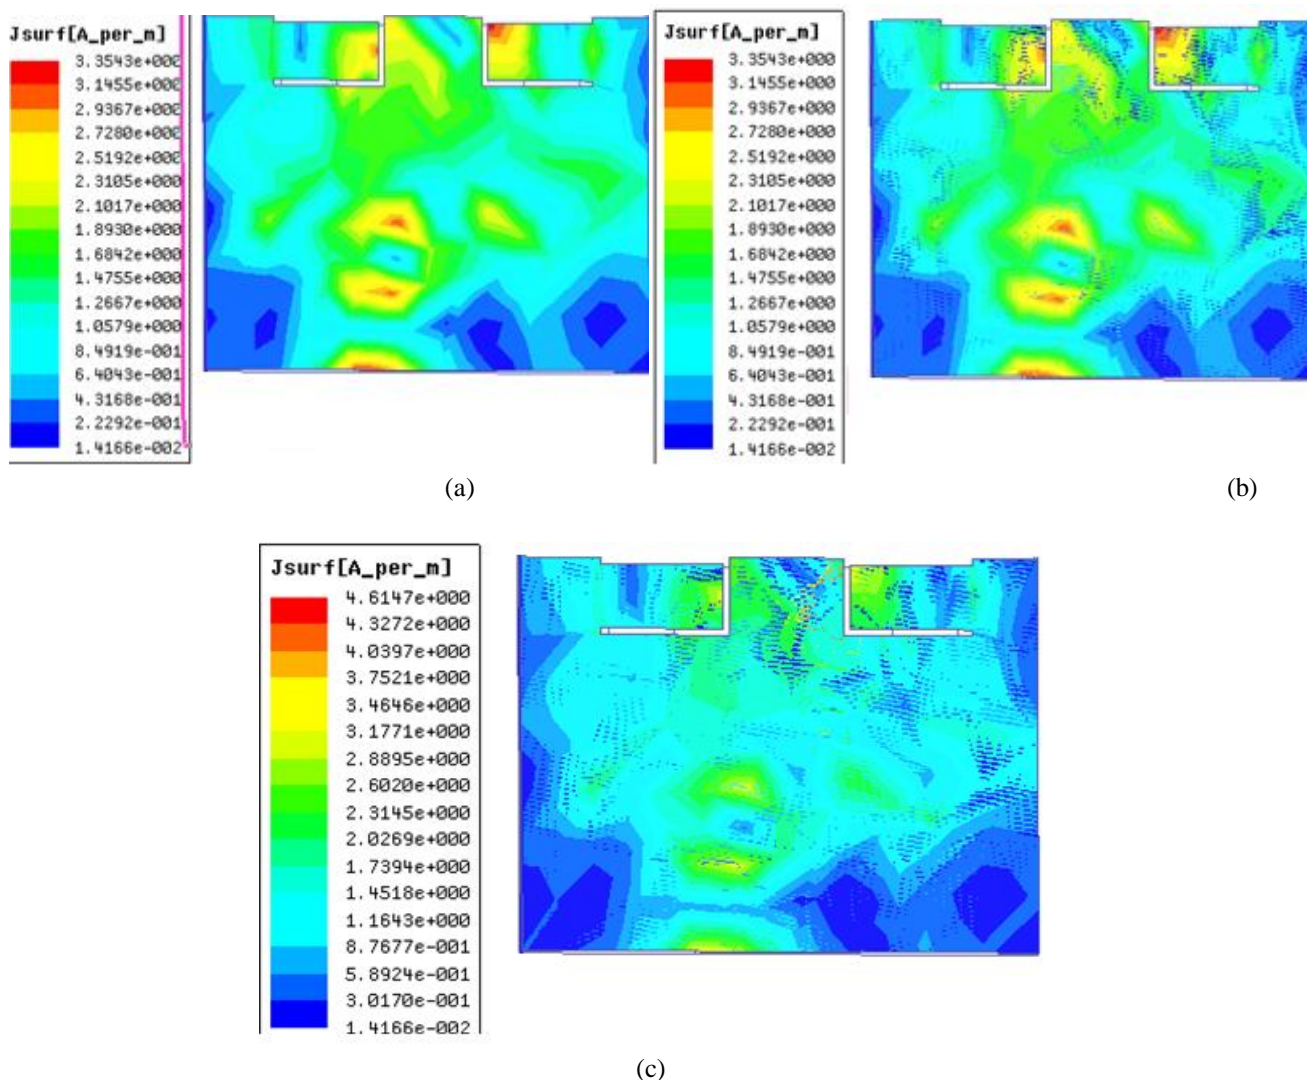 Jsurf[A_per_m]
3.3543e+000
3.1455e+000
2.9367e+000
2.7280e+000
2.5192e+000
2.3105e+000
2.1017e+000
1.8930e+000
1.6842e+000
1.4755e+000
1.2667e+000
1.0579e+000
8.4919e-001
6.4043e-001
4.3168e-001
2.2292e-001
1.4166e-002
(a)
Jsurf[A_per_m]
3.3543e+000
3.1455e+000
2.9367e+000
2.7280e+000
2.5192e+000
2.3105e+000
2.1017e+000
1.8930e+000
1.6842e+000
1.4755e+000
1.2667e+000
1.0579e+000
8.4919e-001
6.4043e-001
4.3168e-001
2.2292e-001
1.4166e-002
(b)
Jsurf[A_per_m]
4.6147e+000
4.3272e+000
4.0397e+000
3.7521e+000
3.4646e+000
3.1771e+000
2.8895e+000
2.6020e+000
2.3145e+000
2.0269e+000
1.7394e+000
1.4518e+000
1.1643e+000
8.7677e-001
5.8924e-001
3.0170e-001
1.4166e-002
(c)